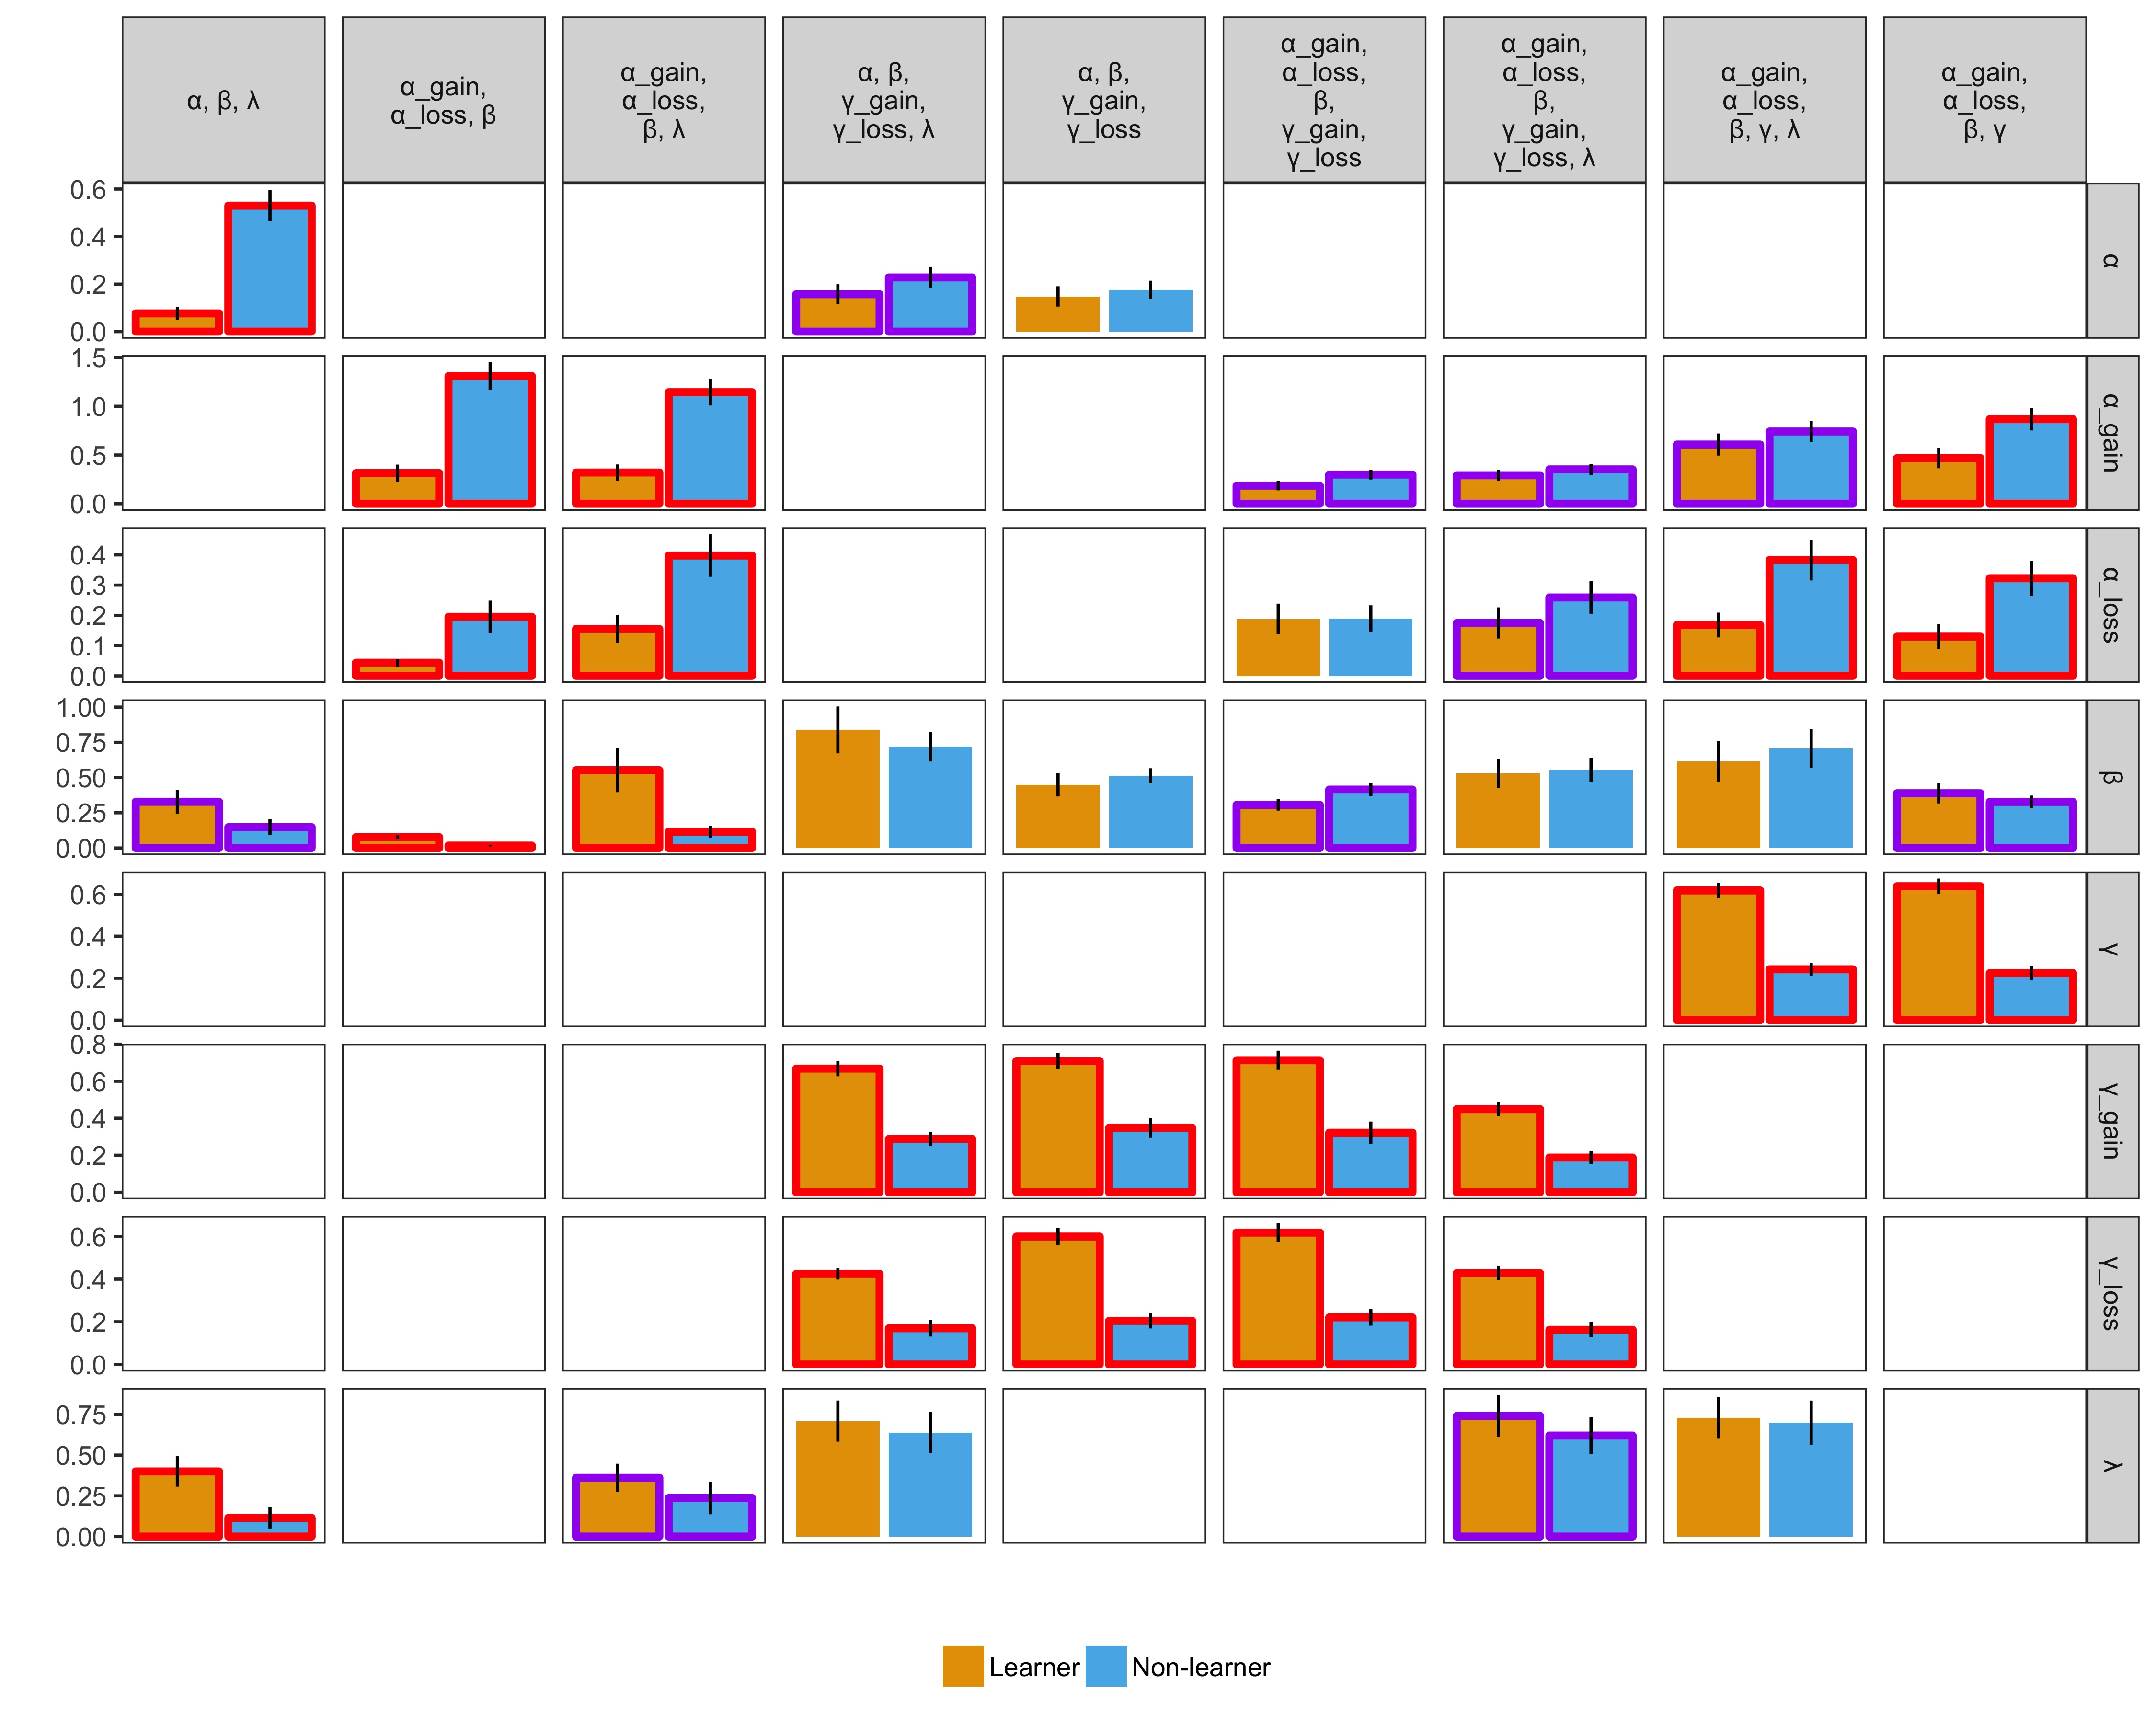 α, β, λ
α_gain,
α_loss, β
α_gain,
α_loss,
β, λ
α, β,
γ_gain,
γ_loss, λ
α, β,
γ_gain,
γ_loss
α_gain,
α_loss,
β,
γ_gain,
γ_loss
α_gain,
α_loss,
β,
γ_gain,
γ_loss, λ
α_gain,
α_loss,
β, γ, λ
α_gain,
α_loss,
β, γ
0.6
0.4
0.2
0.0
α
1.5
1.0
0.5
0.0
α_gain
0.4
0.3
0.2
0.1
0.0
α_loss
1.00
0.75
0.50
0.25
0.00
β
0.6
0.4
0.2
0.0
γ
0.8
0.6
0.4
0.2
0.0
γ_gain
0.6
0.4
0.2
0.0
γ_loss
0.75
0.50
0.25
0.00
λ
Learner Non-learner